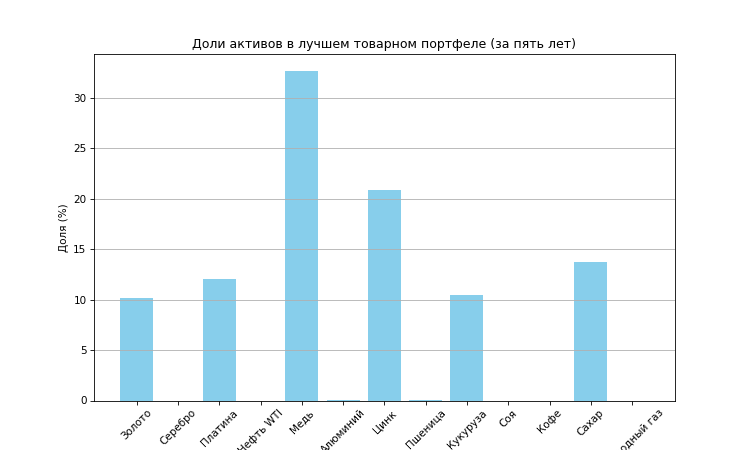 Доли активов в лучшем товарном портфеле (за пять лет)
Доля (%)
30
25
20
15
10
5
0
Золото
Серебро
Платина
Нефть WTI
Медь
Алюминий
Цинк
Пшеница
Кукуруза
Соя
Кофе
Сахар
газ